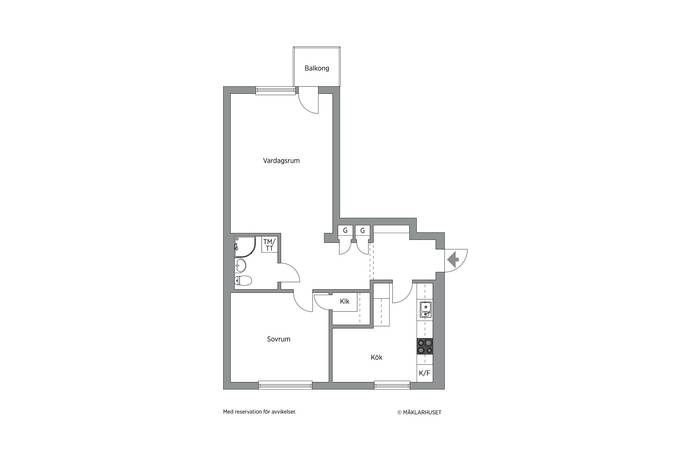 Balkong
Vardagsrum
G
G
TM/
TT
Klk
Sovrum
Kök
K/F
Med reservation för avvikelser.
© MÄKLARHUSET